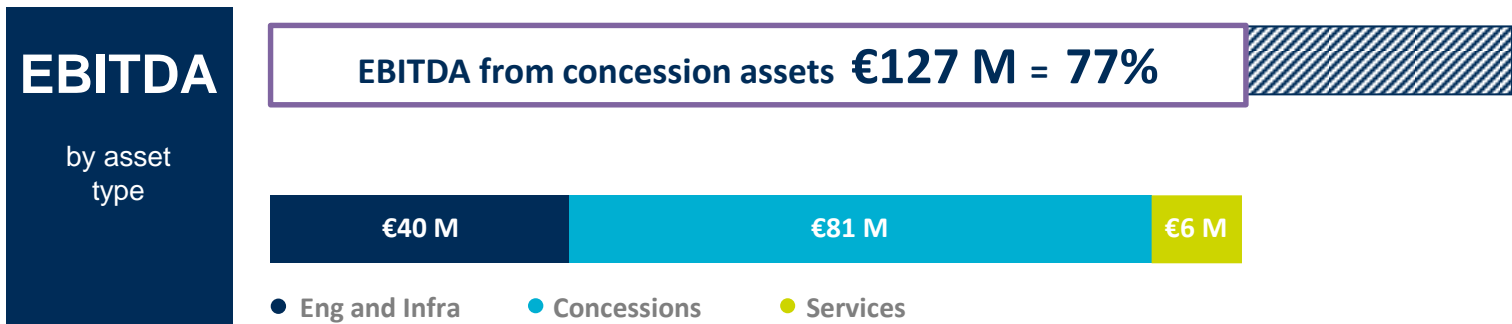 EBITDA
by asset
type
EBITDA from concession assets €127 M = 77%
€40 M €81 M €6 M
Eng and Infra Concessions Services